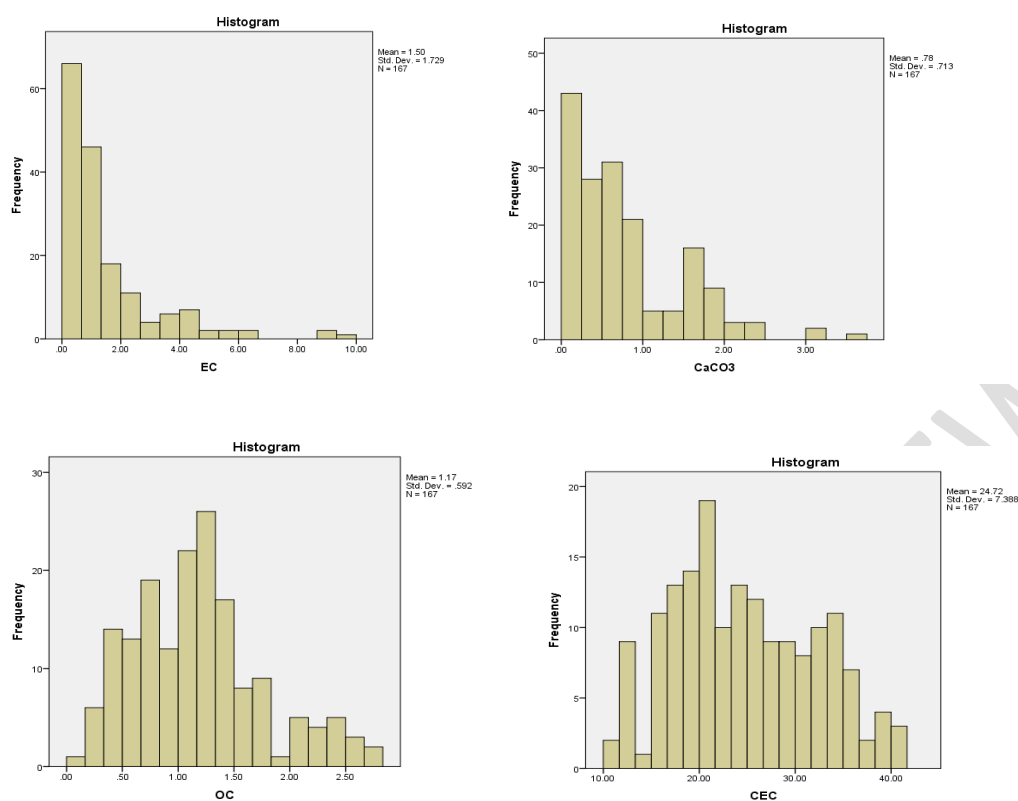 Histogram
Mean = 1.50
Std. Dev. = 1.729
N = 167
Frequency
60
40
20
0
.00 2.00 4.00 6.00 8.00 10.00
EC
Histogram
Mean = .78
Std. Dev. = .713
N = 167
Frequency
50
40
30
20
10
0
.00 1.00 2.00 3.00
CaCO3
Histogram
Mean = 1.17
Std. Dev. = .592
N = 167
Frequency
30
20
10
0
.00 .50 1.00 1.50 2.00 2.50
OC
Histogram
Mean = 24.72
Std. Dev. = 7.388
N = 167
Frequency
20
15
10
5
0
10.00 20.00 30.00 40.00
CEC